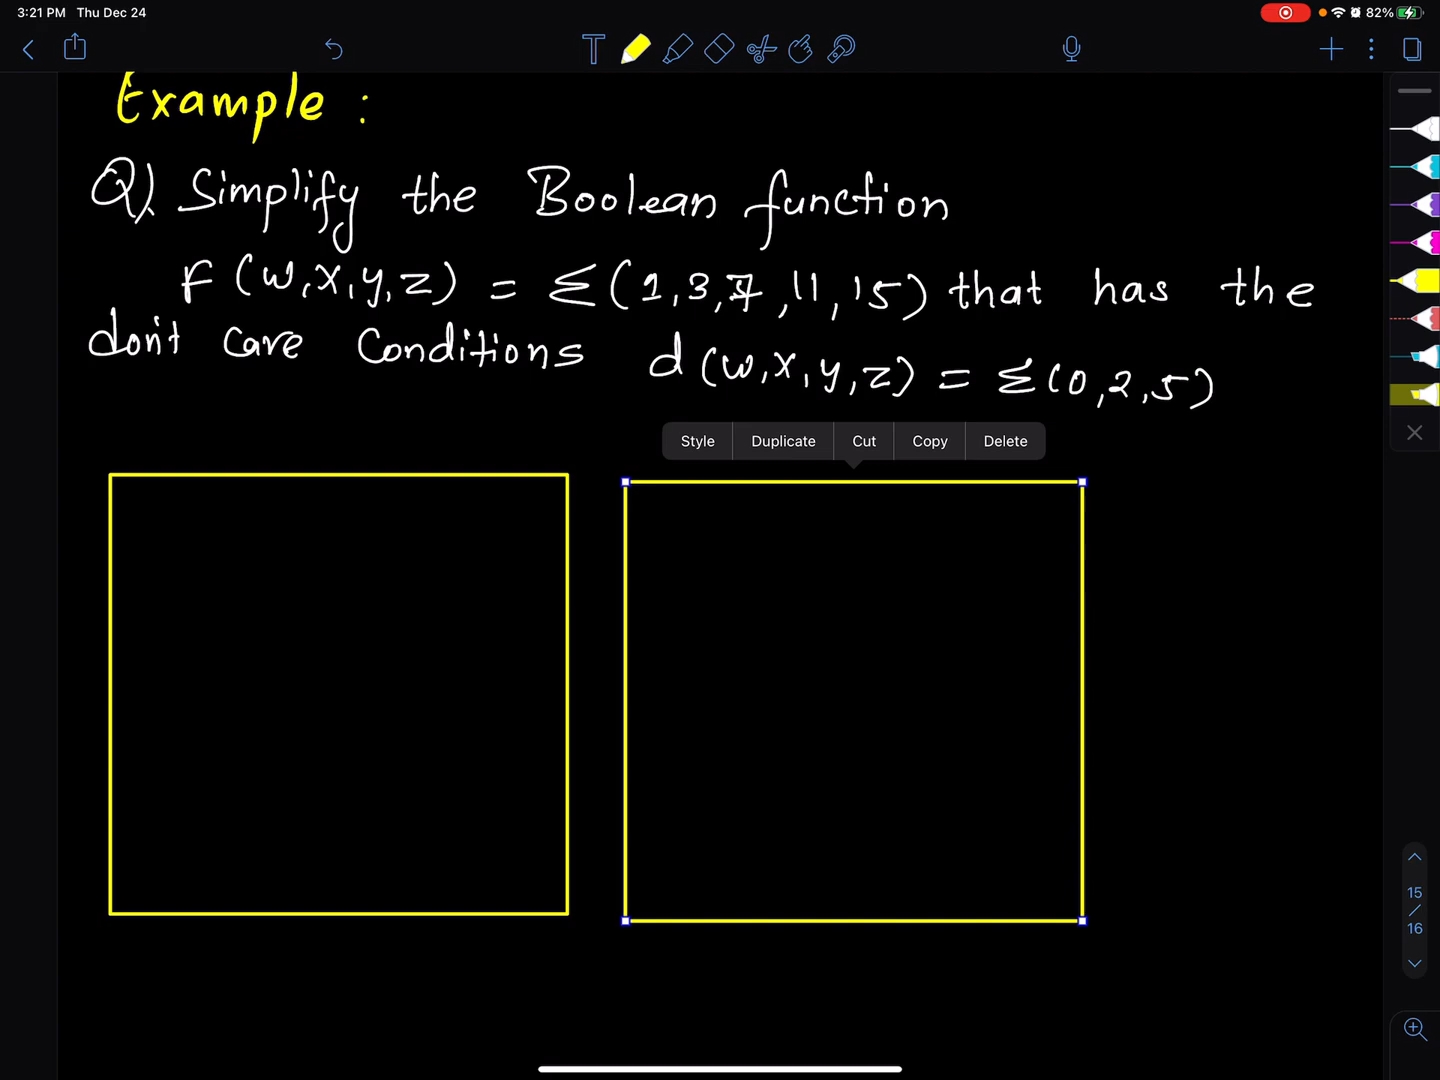 3:21 PM Thu Dec 24
82%
Example :
Q). Simplify the Boolean function
F (w,x,y,z) = Σ(1,3,7,11,15) that has the
don't care conditions d(w,x,y,z) = Σ(0,2,5)
Style Duplicate Cut Copy Delete
15
/
16